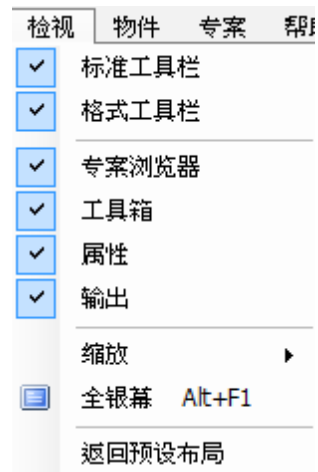 检视 物件 专案 帮助
标准工具栏
格式工具栏
专案浏览器
工具箱
属性
输出
缩放
全银幕 Alt+F1
返回预设布局